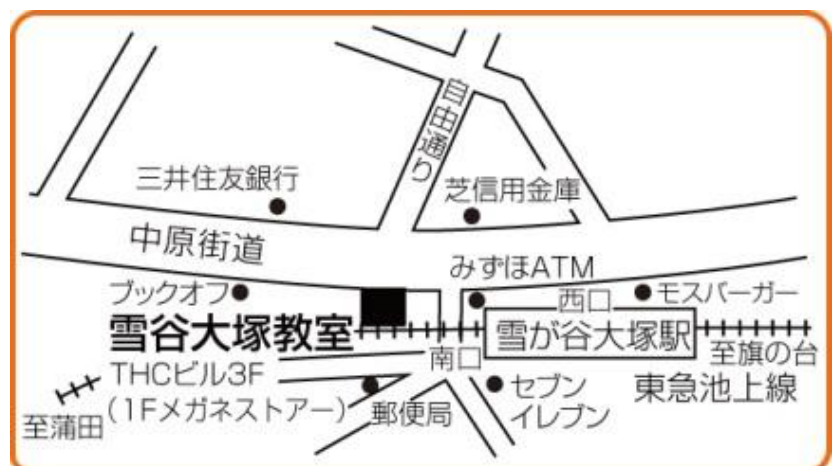 自由通り
三井住友銀行
芝信用金庫
中原街道
みずほATM
ブックオフ
西口
モスバーガー
雪谷大塚教室
雪が谷大塚駅
南口
至旗の台
THCビル3F
セブン
イレブン
東急池上線
(1Fメガネストアー)
郵便局
至蒲田